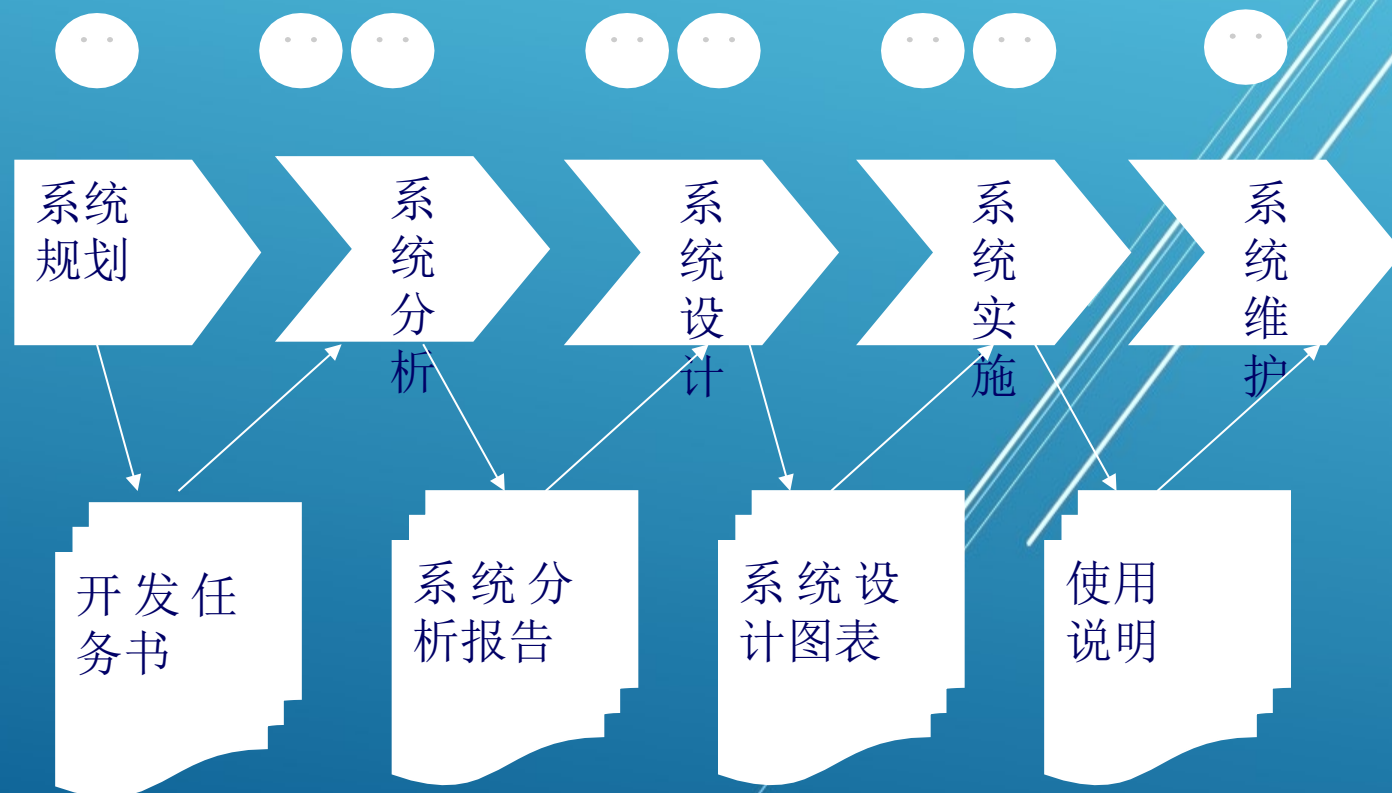 系统
规划
系
统
分
析
系
统
设
计
系
统
实
施
系
统
维
护
开发任
务书
系统分
析报告
系统设
计图表
使用
说明